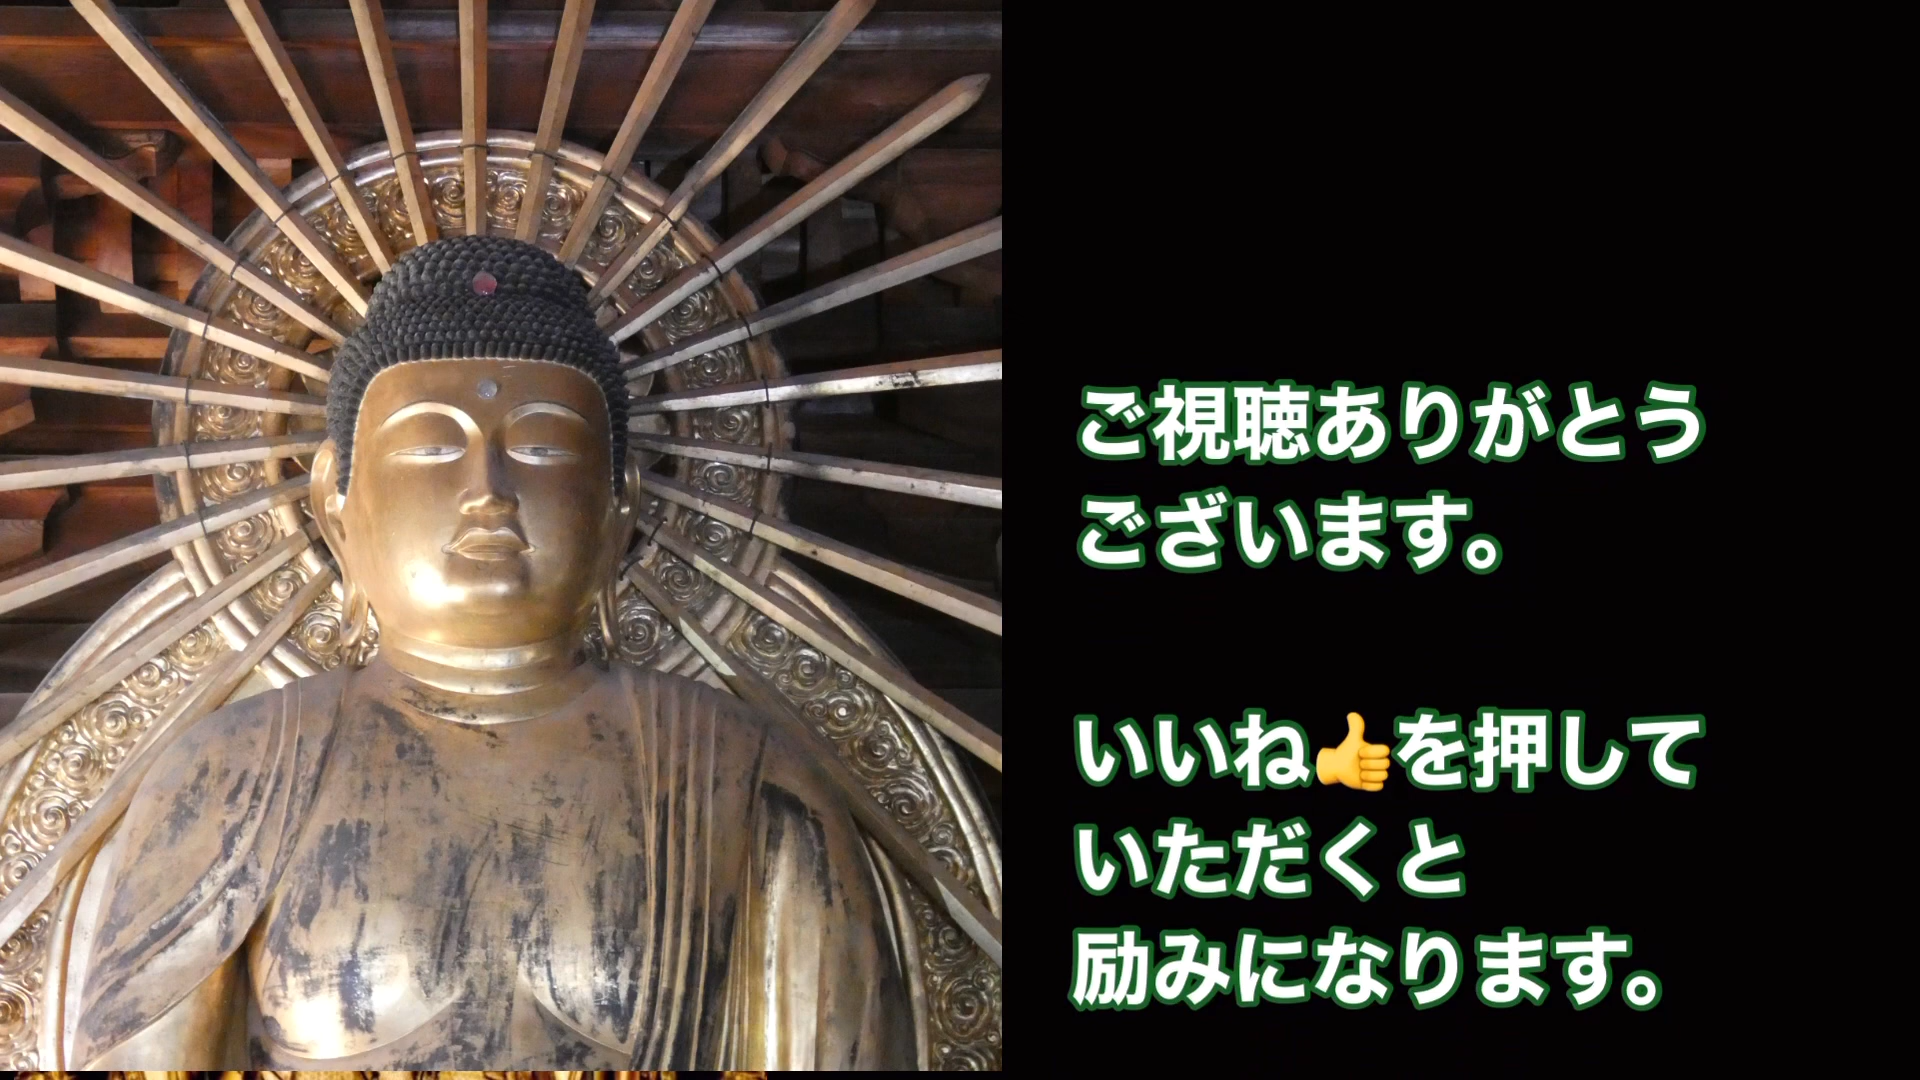 ご視聴ありがとう
ございます。
いいね👍を押して
いただくと
励みになります。